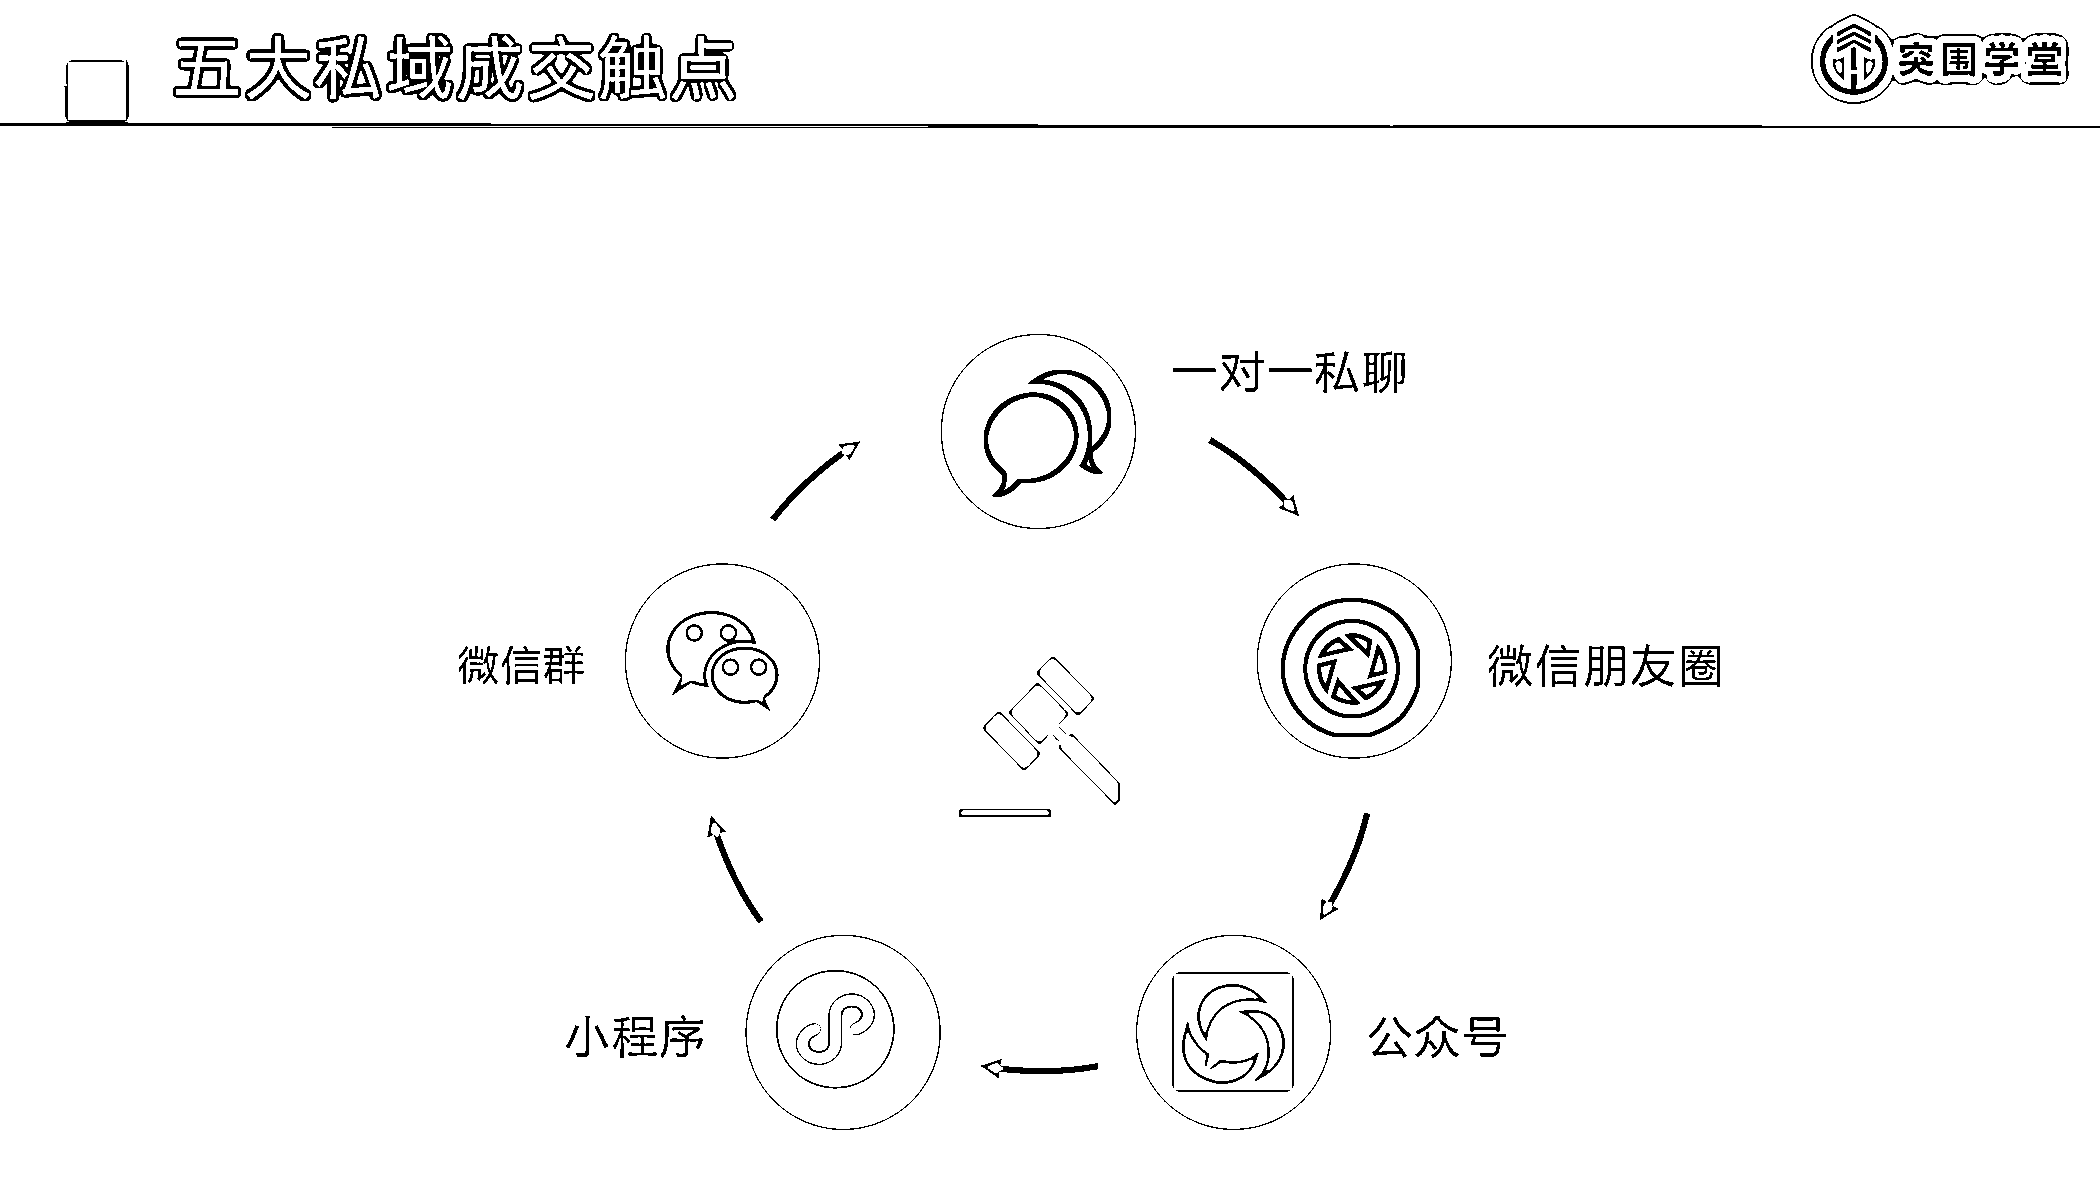 五大私域成交触点
突围学堂
一对一私聊
微信群
微信朋友圈
小程序
公众号